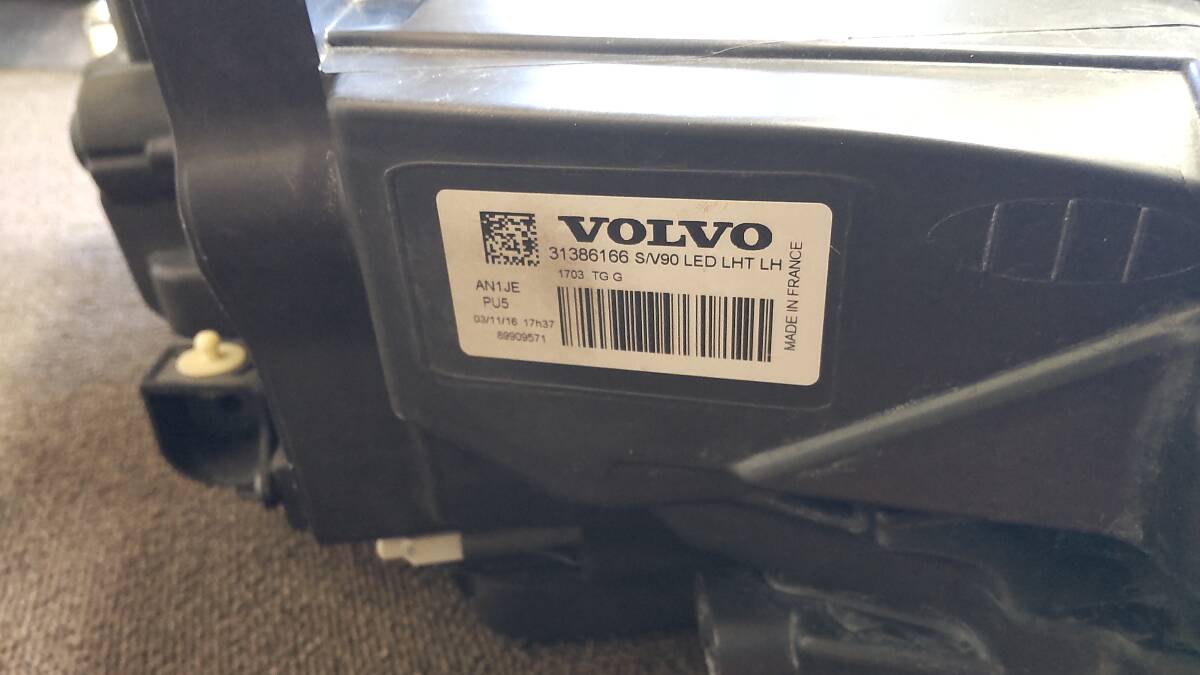 VOLVO
31386166 S/V90 LED LHT LH
1703 TG G
AN1JE
PU5
03/11/16 17h37
89909571
MADE IN FRANCE